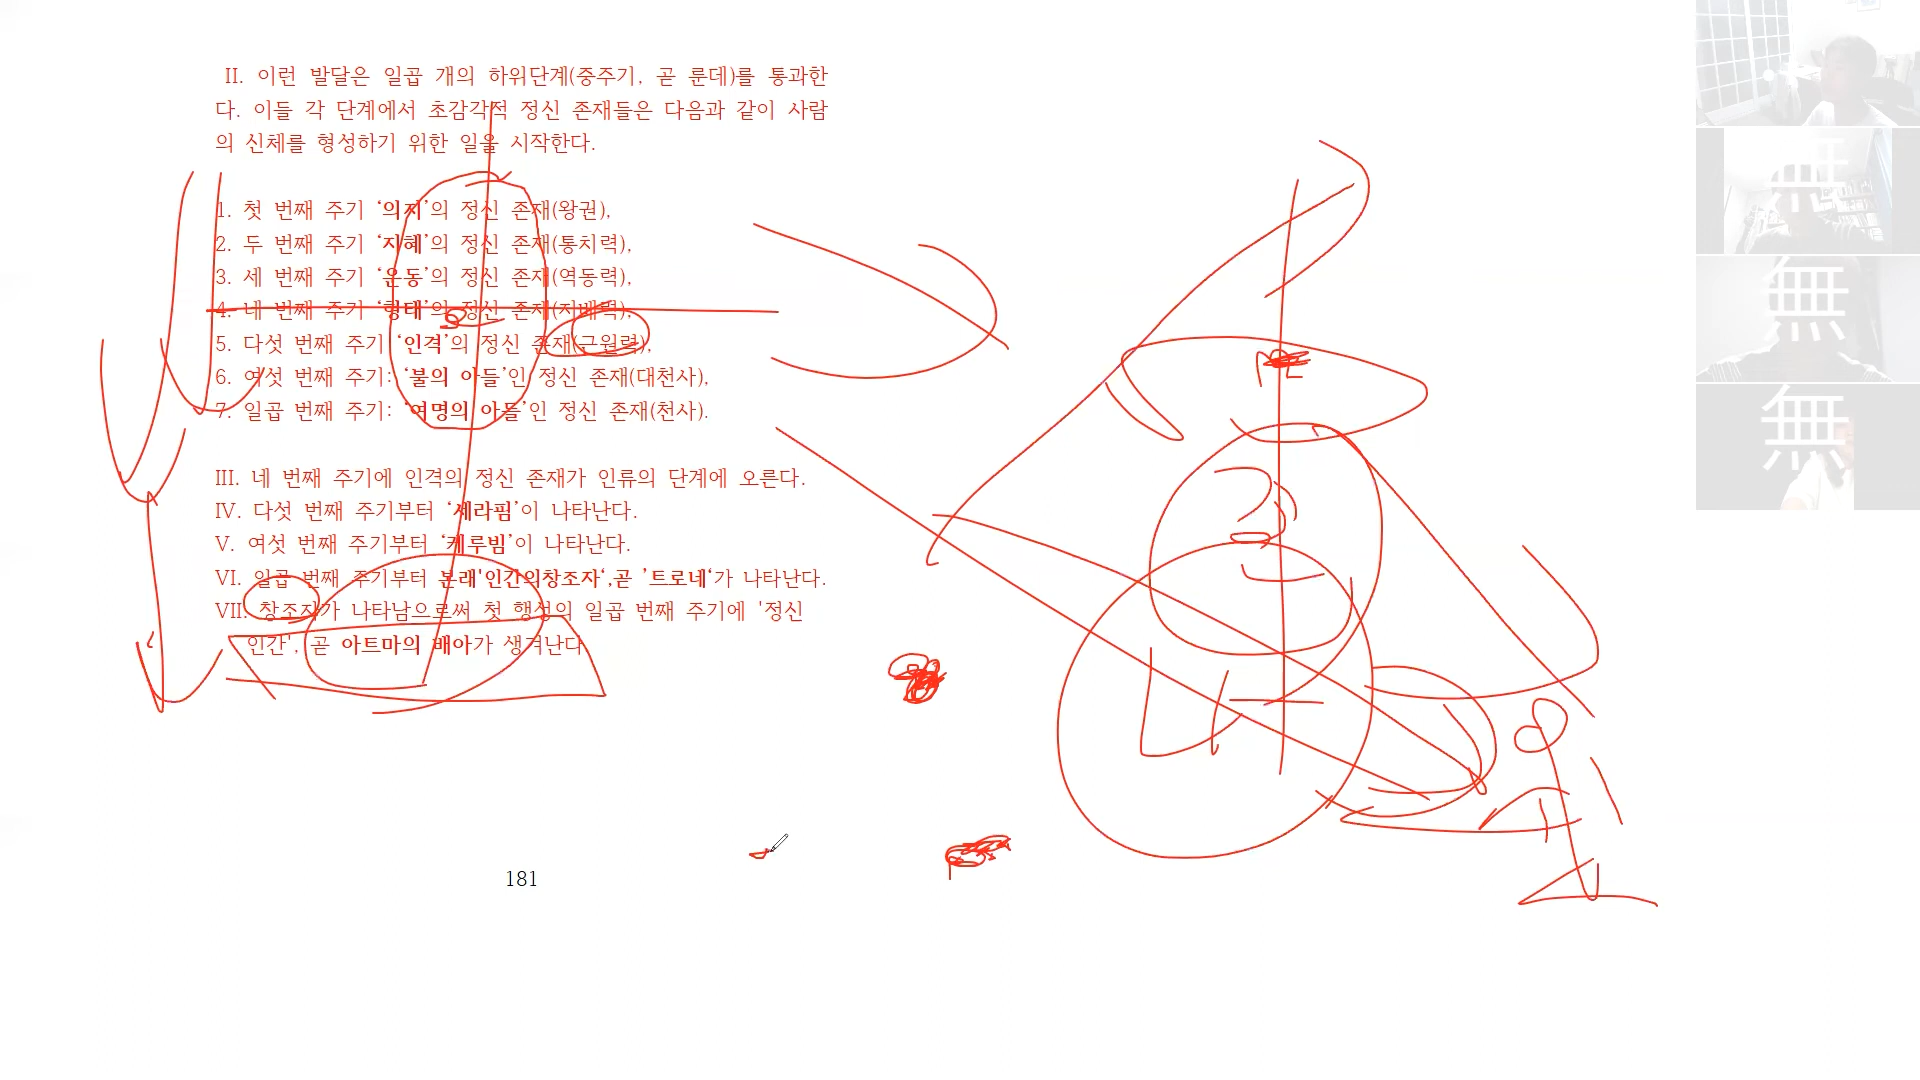 II. 이런 발달은 일곱 개의 하위단계(중주기, 곧 룬데)를 통과한
다. 이들 각 단계에서 초감각적 정신 존재들은 다음과 같이 사람
의 신체를 형성하기 위한 일을 시작한다.
1. 첫 번째 주기 ‘의지’의 정신 존재(왕권),
2. 두 번째 주기 ‘지혜’의 정신 존재(통치력),
3. 세 번째 주기 ‘운동’의 정신 존재(역동력),
4. 네 번째 주기 ‘형태’의 정신 존재(지배력),
5. 다섯 번째 주기 ‘인격’의 정신 존재(근원력),
6. 여섯 번째 주기: ‘불의 아들’인 정신 존재(대천사),
7. 일곱 번째 주기: ‘여명의 아들’인 정신 존재(천사).
III. 네 번째 주기에 인격의 정신 존재가 인류의 단계에 오른다.
IV. 다섯 번째 주기부터 ‘세라핌’이 나타난다.
V. 여섯 번째 주기부터 ‘케루빔’이 나타난다.
VI. 일곱 번째 주기부터 본래'인간의창조자‘,곧 ’트로네‘가 나타난다.
VII. 창조자가 나타남으로써 첫 행성의 일곱 번째 주기에 '정신
인간', 곧 아트마의 배아가 생겨난다
181
無
無
無